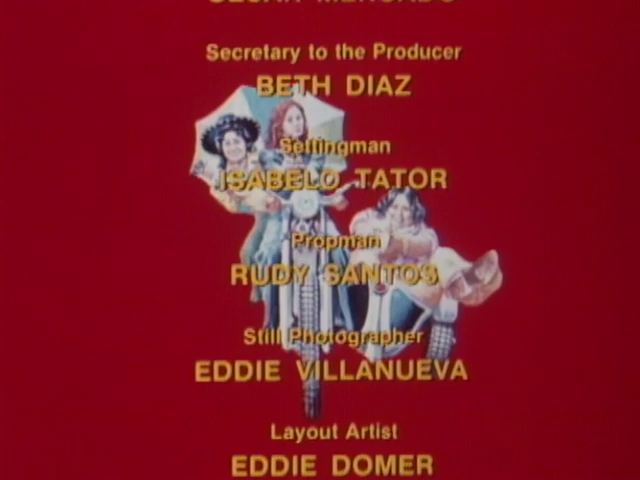 Secretary to the Producer
BETH DIAZ
Settingman
ISABELO TATOR
Propman
RUDY SANTOS
Still Photographer
EDDIE VILLANUEVA
Layout Artist
EDDIE DOMER